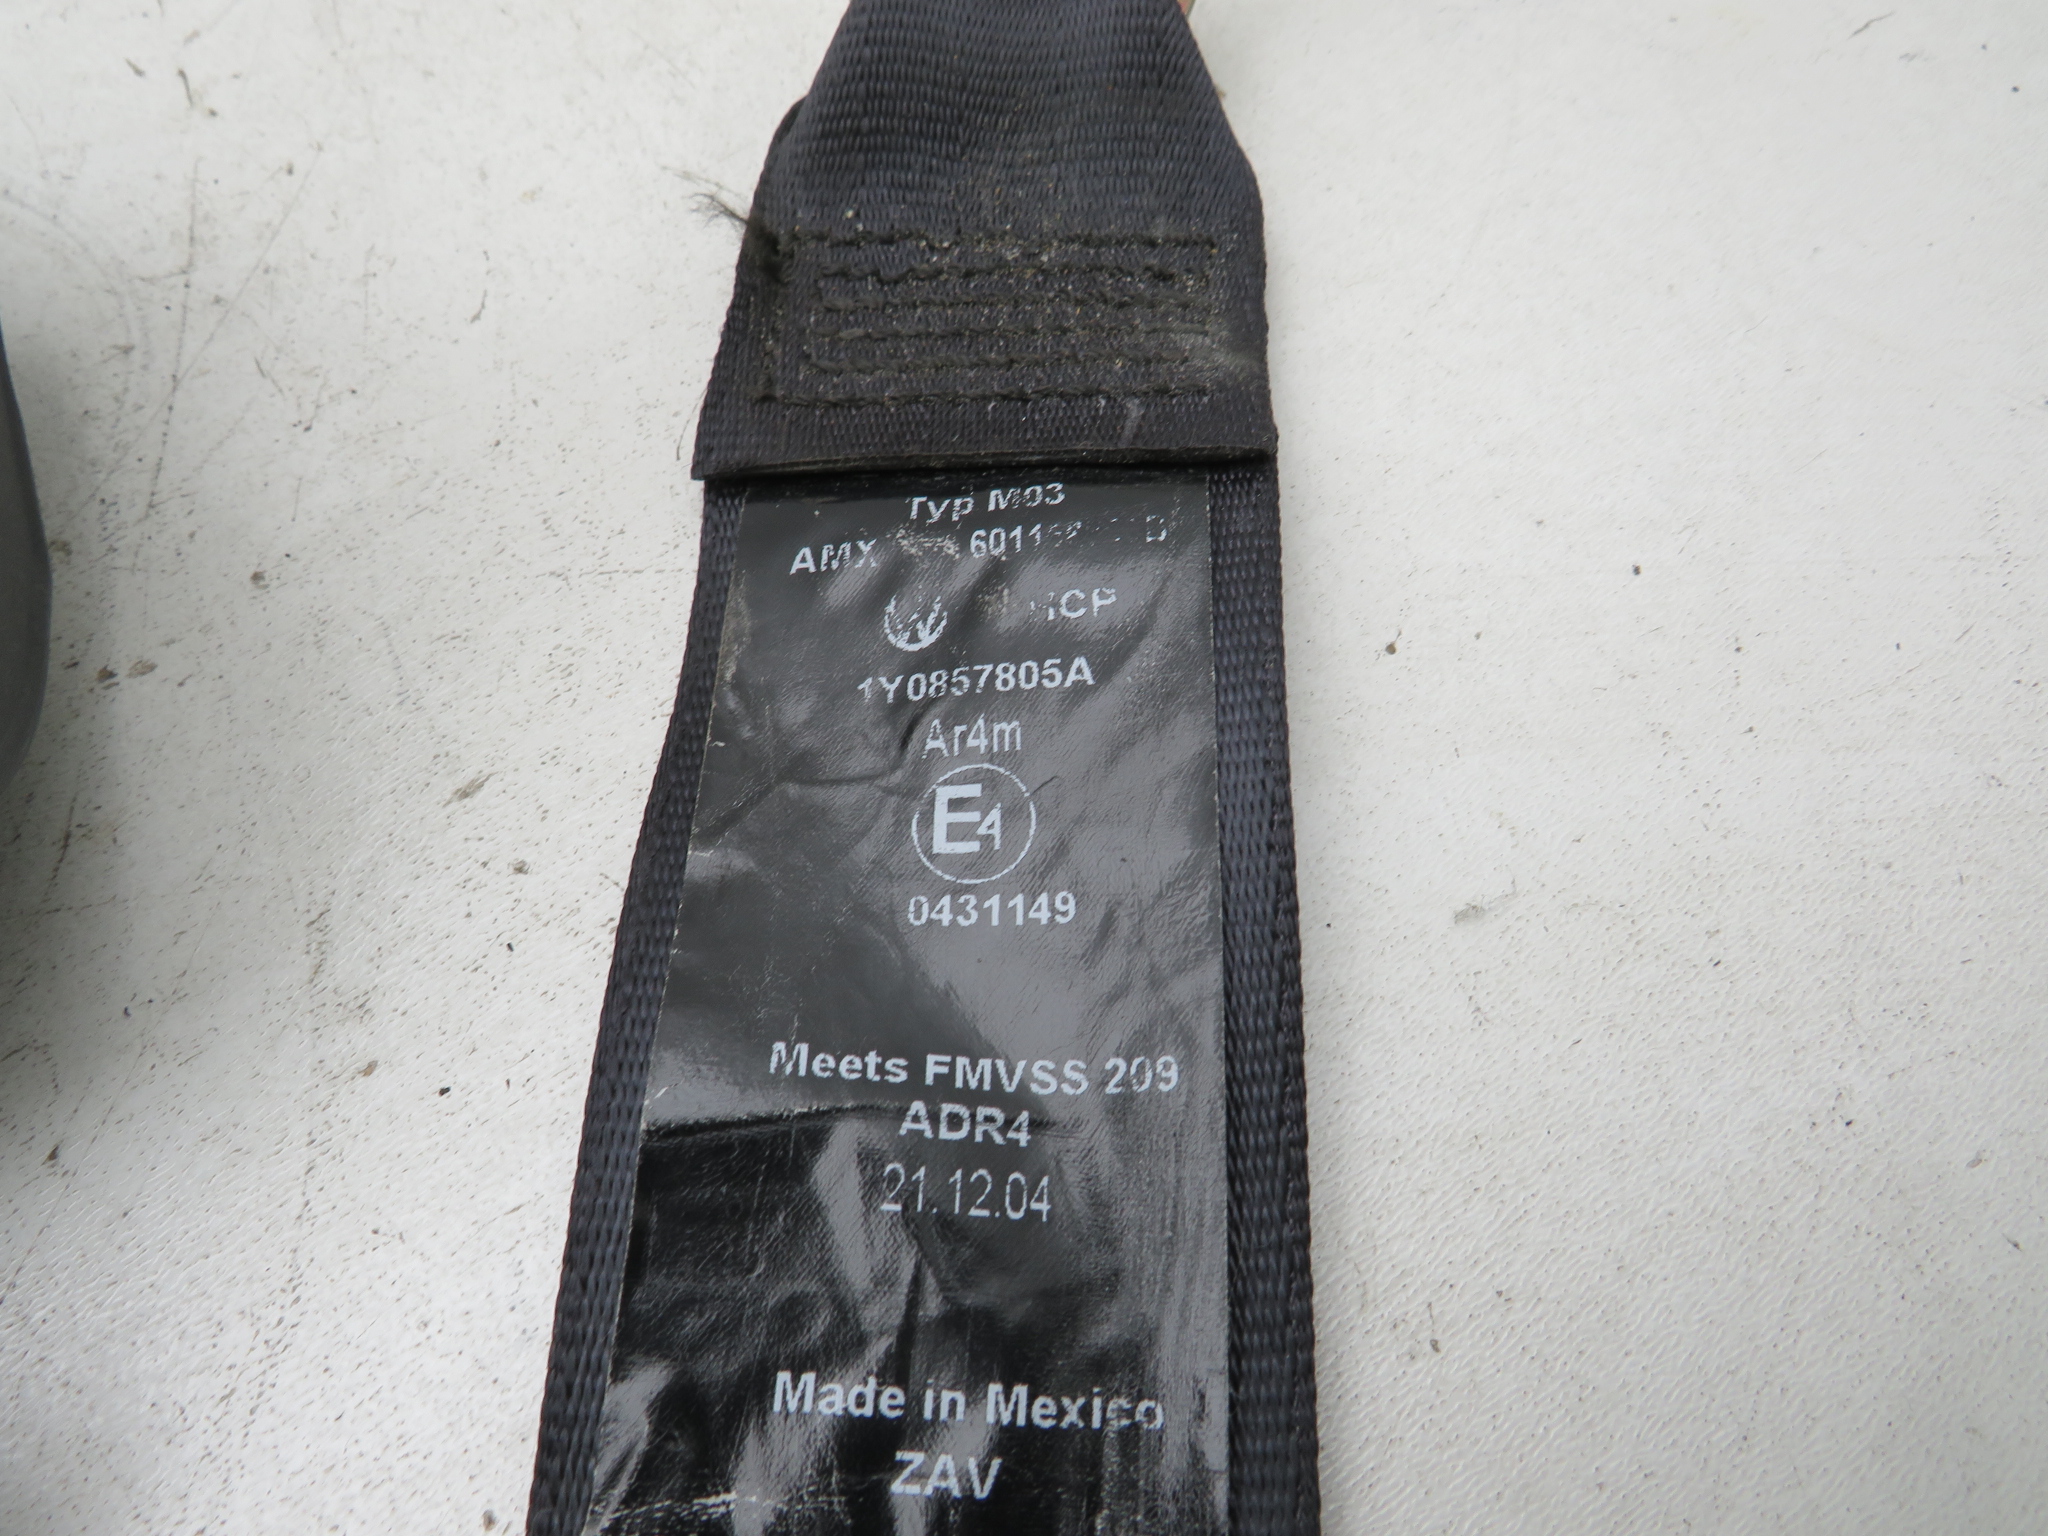 Typ M03
AMX
1Y0857805A
Ar4m
E4
0431149
Meets FMVSS 209
ADR4
21.12.04
Made in Mexico
ZAV